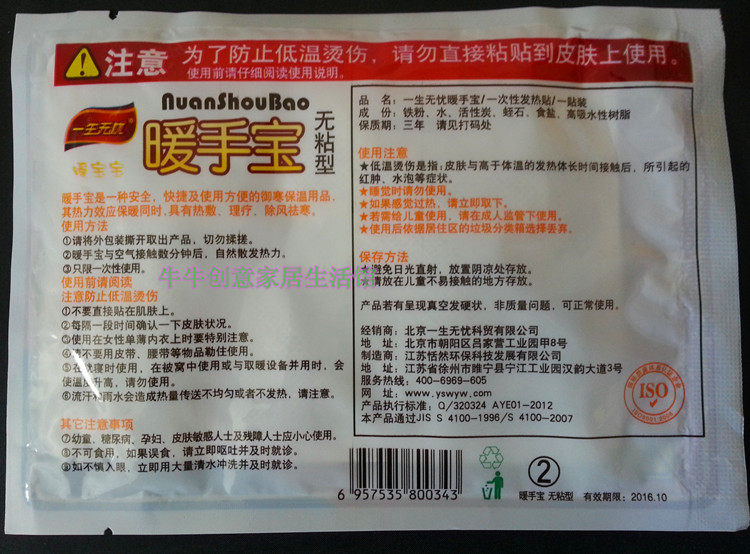 注意 为了防止低温烫伤，请勿直接粘贴到皮肤上使用。
使用前请仔细阅读使用说明。
NuanShouBao
一生无忧
暖宝宝
暖手宝
无粘型
暖手宝是一种安全，快捷及使用方便的御寒保温用品，
其热力效应保暖同时，具有热敷、理疗，除风祛寒。
使用方法
①请将外包装撕开取出产品，切勿揉搓。
②暖手宝与空气接触数分钟后，自然散发热力。
③只限一次性使用。
使用前请阅读
注意防止低温烫伤
①不要直接贴在肌肤上。
②每隔一段时间确认一下皮肤状况。
③使用在女性单薄内衣上时要特别注意。
④请不要用皮带，腰带等物品勒住使用。
⑤在就寝时使用，在被窝中使用或与取暖设备并用时，会
使温度升高，请勿使用。
⑥流汗和雨水会造成热量传送不均匀或者不发热，请注意。
其它注意事项
⑦幼童，糖尿病，孕妇，皮肤敏感人士及残障人士应小心使用。
⑧不可食用，如果误食，请立即呕吐并及时就诊。
⑨如不慎入眼，立即用大量清水冲洗并及时就诊。
品 名：一生无忧暖手宝/一次性发热贴/一贴装
成 份：铁粉、水、活性炭、蛭石、食盐、高吸水性树脂
保质期：三年 请见打码处
使用注意
★低温烫伤是指：皮肤与高于体温的发热体长时间接触后，所引起的
红肿、水泡等症状。
★睡觉时请勿使用。
★如果感觉过热，请立即取下。
★若需给儿童使用，请在成人监管下使用。
★使用后依据居住区的垃圾分类箱选择丢弃。
保存方法
★避免日光直射，放置阴凉处存放。
★请放在儿童不易接触的地方存放。
产品若有呈现真空发硬状，非质量问题，可正常使用。
经销商：北京一生无忧科贸有限公司
地 址：北京市朝阳区吕家营工业园甲8号
制造商：江苏恬然环保科技发展有限公司
地 址：江苏省徐州市睢宁县宁江工业园汉韵大道3号
服务热线：400-6969-605
网 址：www.yswyw.com
产品执行标准：Q/320324 AYE01-2012
本产品通过JIS S 4100-1996/S 4100-2007
ISO
牛牛创意家居生活馆
6 957535 800343
②
暖手宝 无粘型 有效期限：2016.10